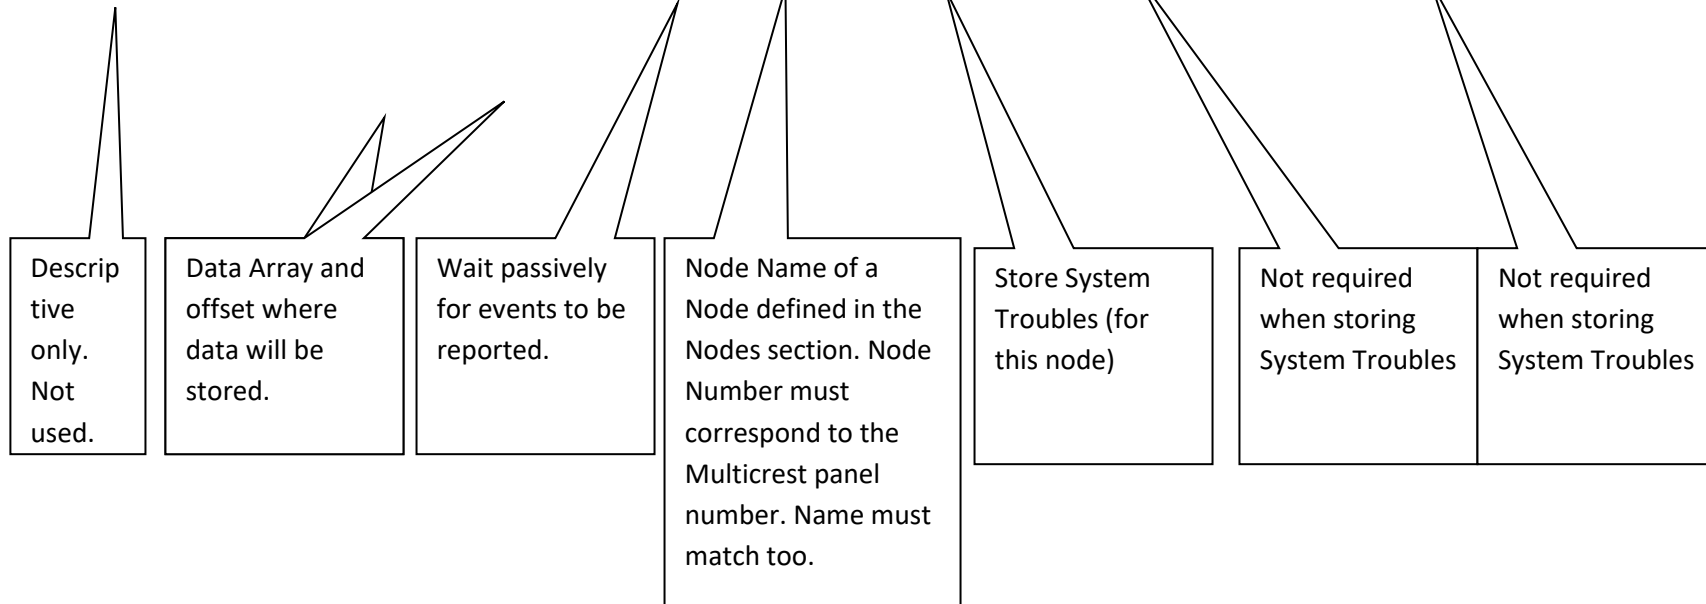 Descrip
tive
only.
Not
used.
Data Array and
offset where
data will be
stored.
Wait passively
for events to be
reported.
Node Name of a
Node defined in the
Nodes section. Node
Number must
correspond to the
Multicrest panel
number. Name must
match too.
Store System
Troubles (for
this node)
Not required
when storing
System Troubles
Not required
when storing
System Troubles